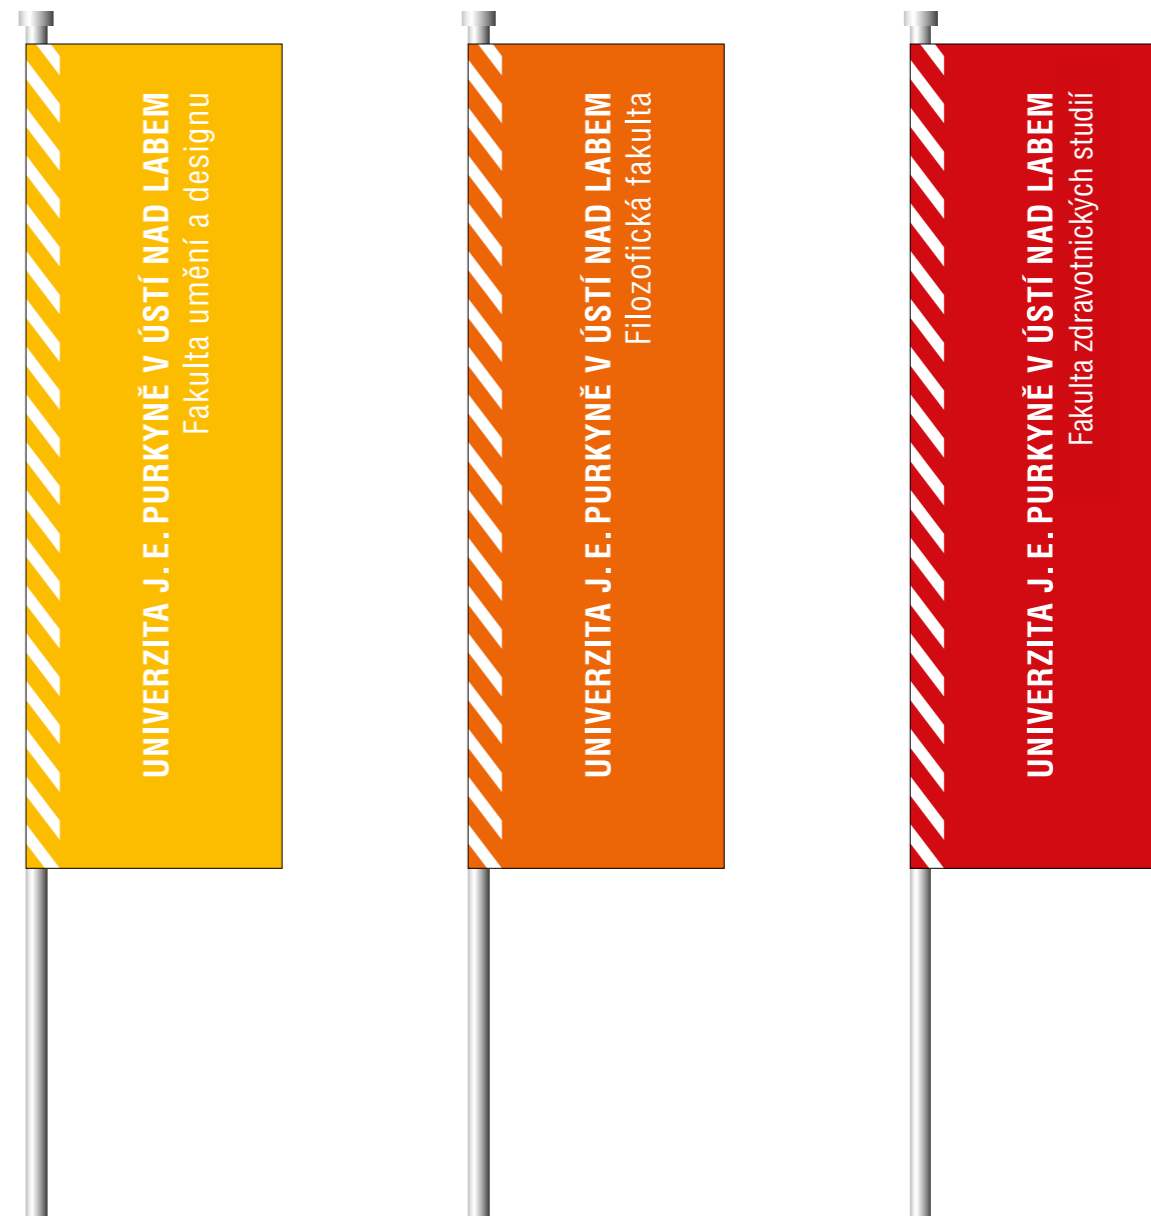 UNIVERZITA J. E. PURKYNĚ V ÚSTÍ NAD LABEM
Fakulta umění a designu
UNIVERZITA J. E. PURKYNĚ V ÚSTÍ NAD LABEM
Filozofická fakulta
UNIVERZITA J. E. PURKYNĚ V ÚSTÍ NAD LABEM
Fakulta zdravotnických studií